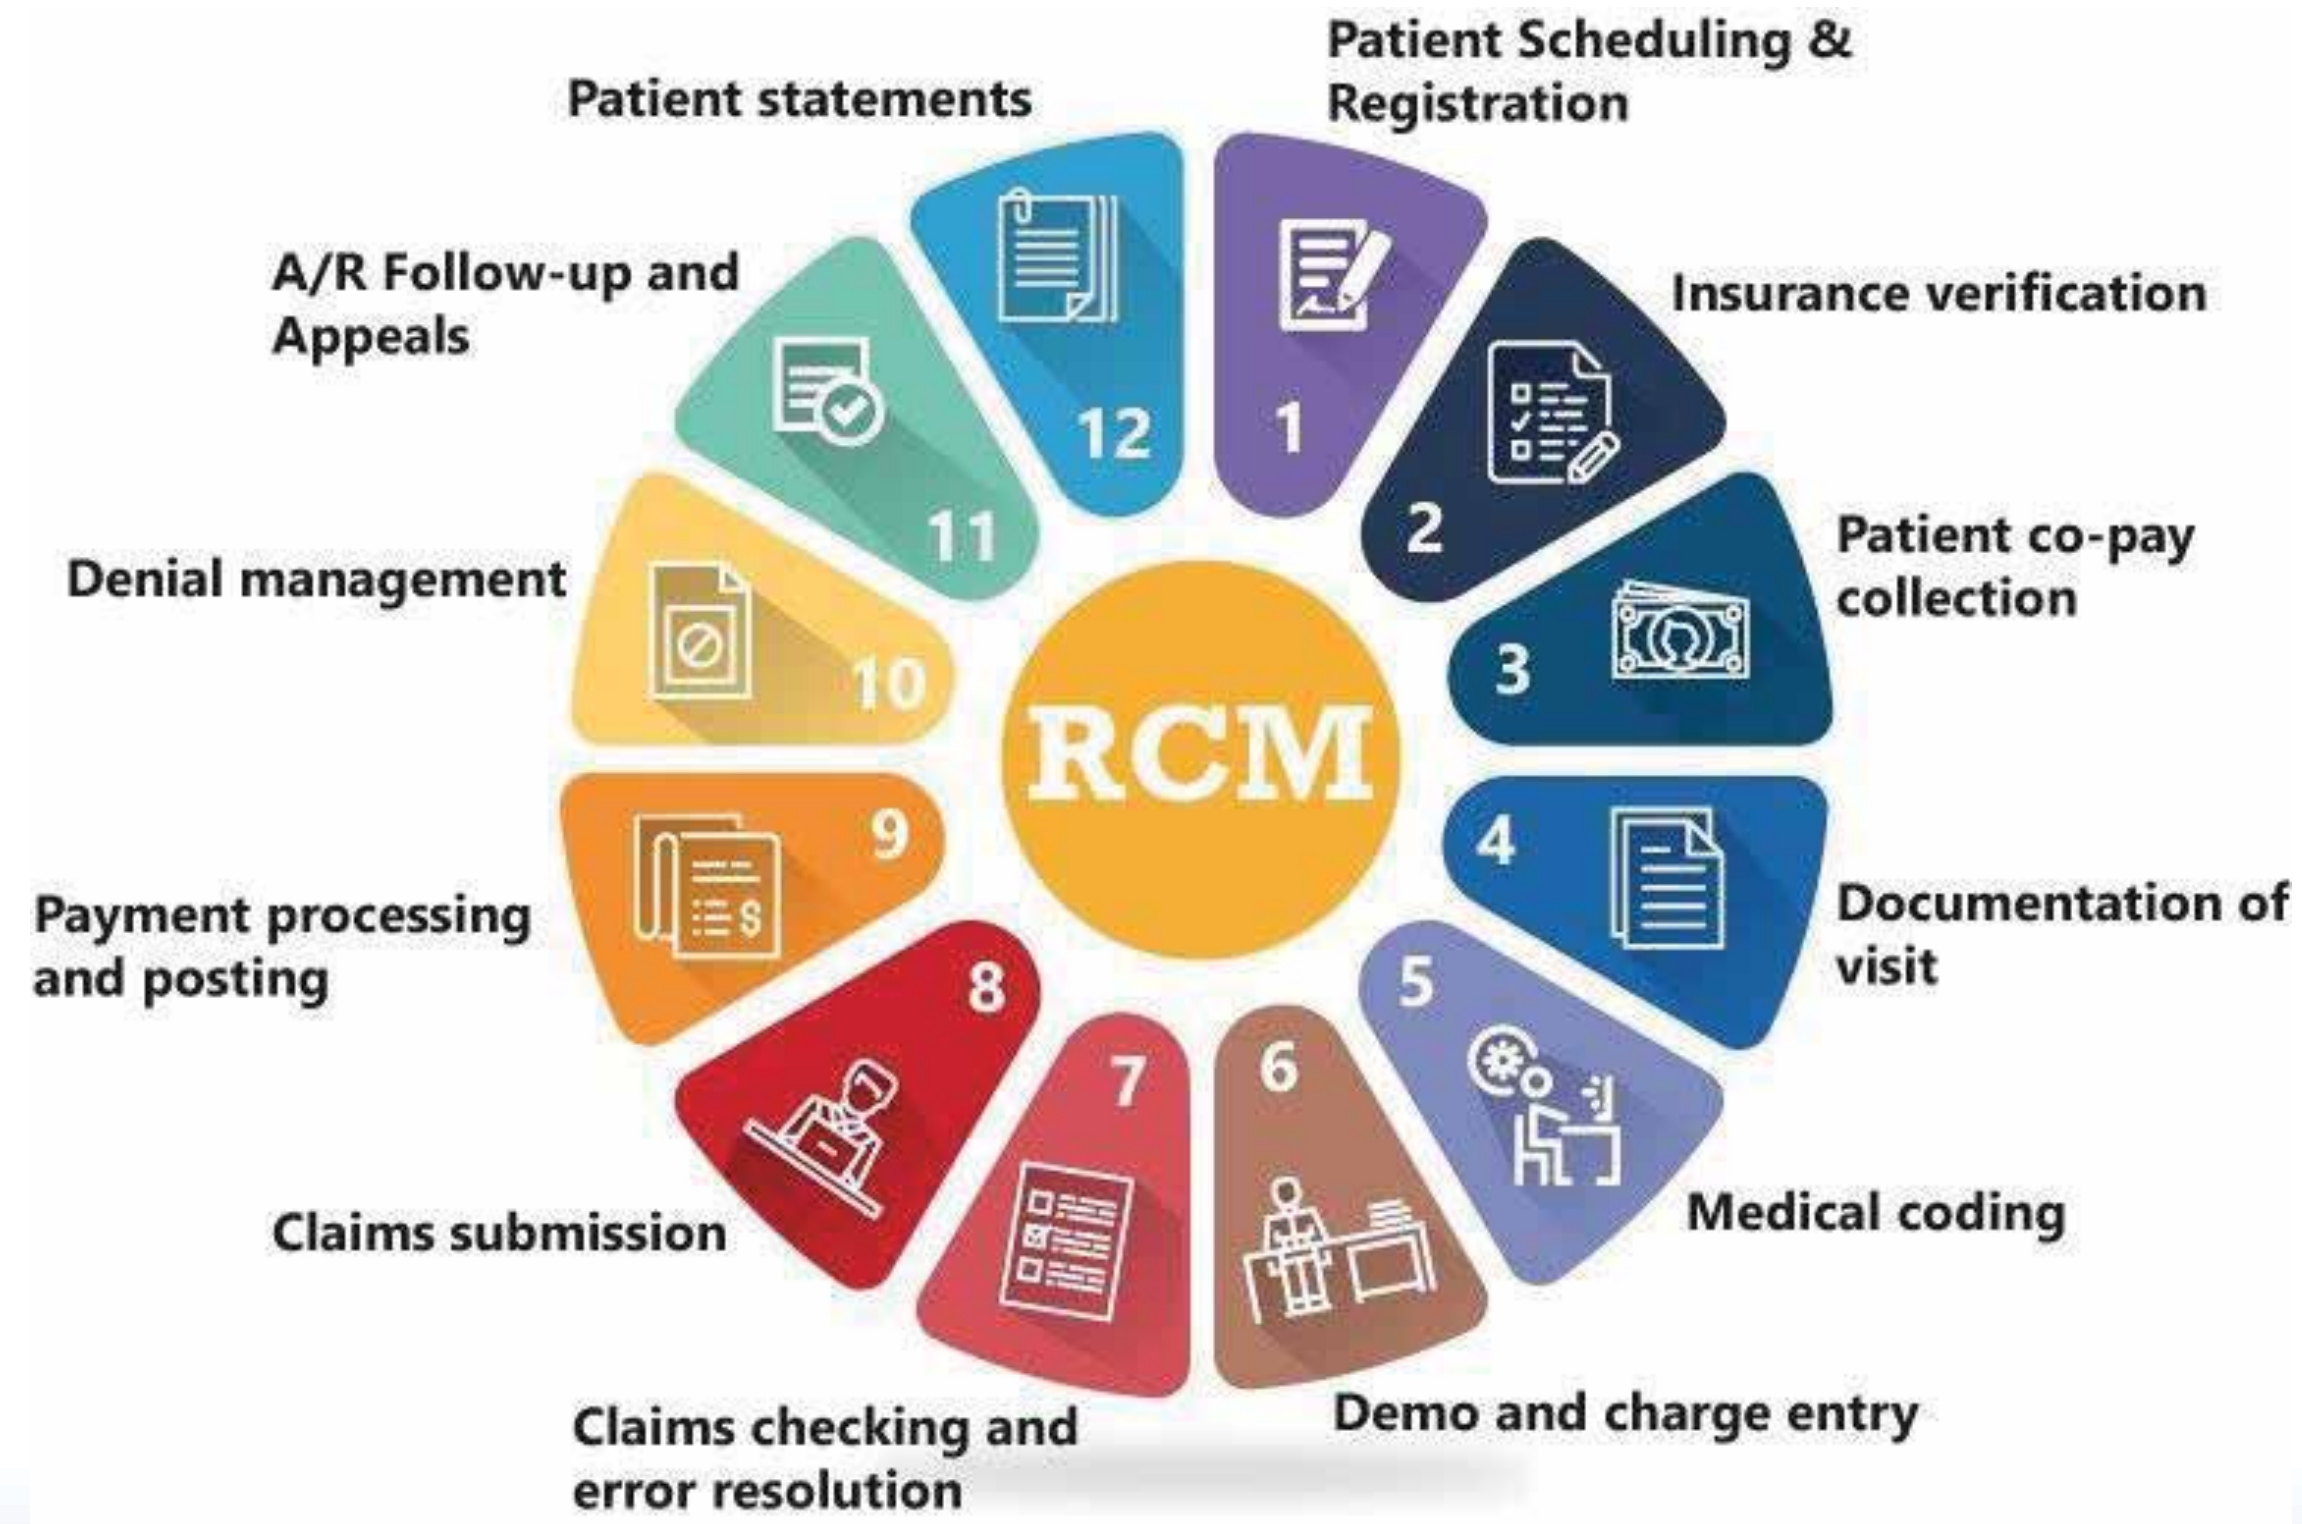 Patient Scheduling &
Registration
1
Insurance verification
2
Patient co-pay
collection
3
Documentation of
visit
4
Medical coding
5
Demo and charge entry
6
Claims checking and
error resolution
7
Claims submission
8
Payment processing
and posting
9
$
Denial management
10
A/R Follow-up and
Appeals
11
Patient statements
12
RCM